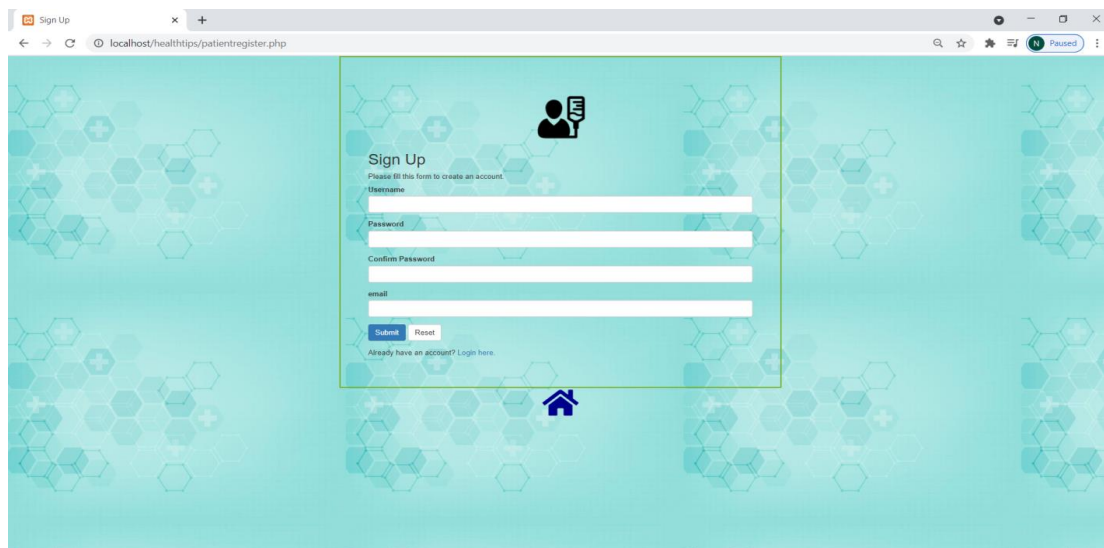 Sign Up
localhost/healthtips/patientregister.php
N Paused
Sign Up
Please fill this form to create an account.
Username
Password
Confirm Password
email
Submit Reset
Already have an account? Login here.